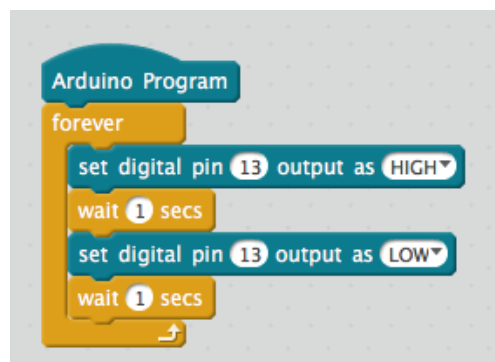 Arduino Program
forever
set digital pin 13 output as HIGH
wait 1 secs
set digital pin 13 output as LOW
wait 1 secs